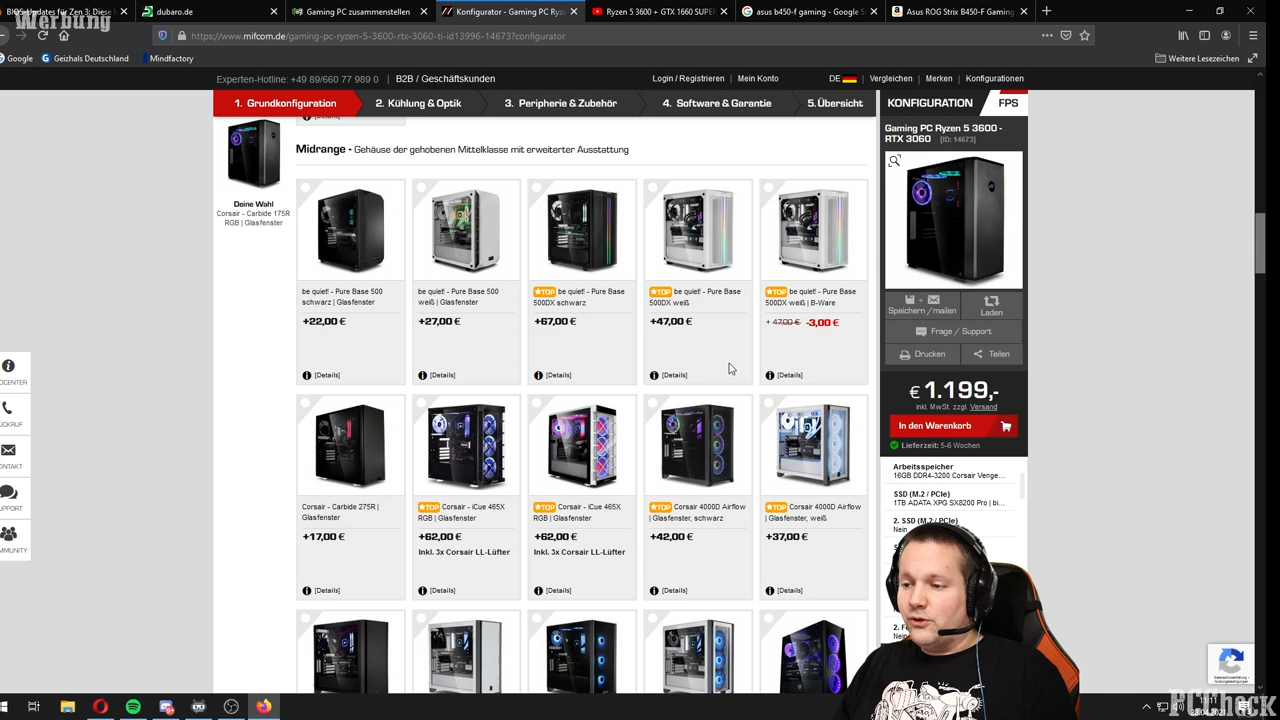 Werbung
BIOS-Updates für Zen 3: Diese
dubaro.de
Gaming PC zusammenstellen
Konfigurator - Gaming PC Ryze
Ryzen 5 3600 + GTX 1660 SUPER
asus b450-f gaming - Google S
Asus ROG Strix B450-F Gaming
https://www.mifcom.de/gaming-pc-ryzen-5-3600-rtx-3060-ti-id13996-14673?configurator
Google
Geizhals Deutschland
Mindfactory
Weitere Lesezeichen
Experten-Hotline: +49 89/660 77 989 0 | B2B / Geschäftskunden
Login / Registrieren | Mein Konto
DE
Vergleichen | Merken | Konfigurationen
1. Grundkonfiguration
2. Kühlung & Optik
3. Peripherie & Zubehör
4. Software & Garantie
5. Übersicht
KONFIGURATION
FPS
[Details]
Midrange - Gehäuse der gehobenen Mittelklasse mit erweiterter Ausstattung
Deine Wahl
Corsair - Carbide 175R
RGB | Glasfenster
be quiet! - Pure Base 500
schwarz | Glasfenster
+22,00 €
[Details]
be quiet! - Pure Base 500
weiß | Glasfenster
+27,00 €
[Details]
TOP be quiet! - Pure Base
500DX schwarz
+67,00 €
[Details]
TOP be quiet! - Pure Base
500DX weiß
+47,00 €
[Details]
TOP be quiet! - Pure Base
500DX weiß | B-Ware
+ 47,00 € -3,00 €
[Details]
Corsair - Carbide 275R |
Glasfenster
+17,00 €
[Details]
TOP Corsair - iCue 465X
RGB | Glasfenster
+62,00 €
Inkl. 3x Corsair LL-Lüfter
[Details]
TOP Corsair - iCue 465X
RGB | Glasfenster
+62,00 €
Inkl. 3x Corsair LL-Lüfter
[Details]
TOP Corsair 4000D Airflow
| Glasfenster, schwarz
+42,00 €
[Details]
TOP Corsair 4000D Airflow
| Glasfenster, weiß
+37,00 €
[Details]
Gaming PC Ryzen 5 3600 -
RTX 3060 [ID: 14673]
Speichern / mailen
Laden
Frage / Support
Drucken
Teilen
€ 1.199,-
inkl. MwSt. zzgl. Versand
In den Warenkorb
Lieferzeit: 5-6 Wochen
Arbeitsspeicher
16GB DDR4-3200 Corsair Venge...
SSD (M.2 / PCIe)
1TB ADATA XPG SX8200 Pro | bi...
2. SSD (M.2 / PCIe)
Nein
PCCheck